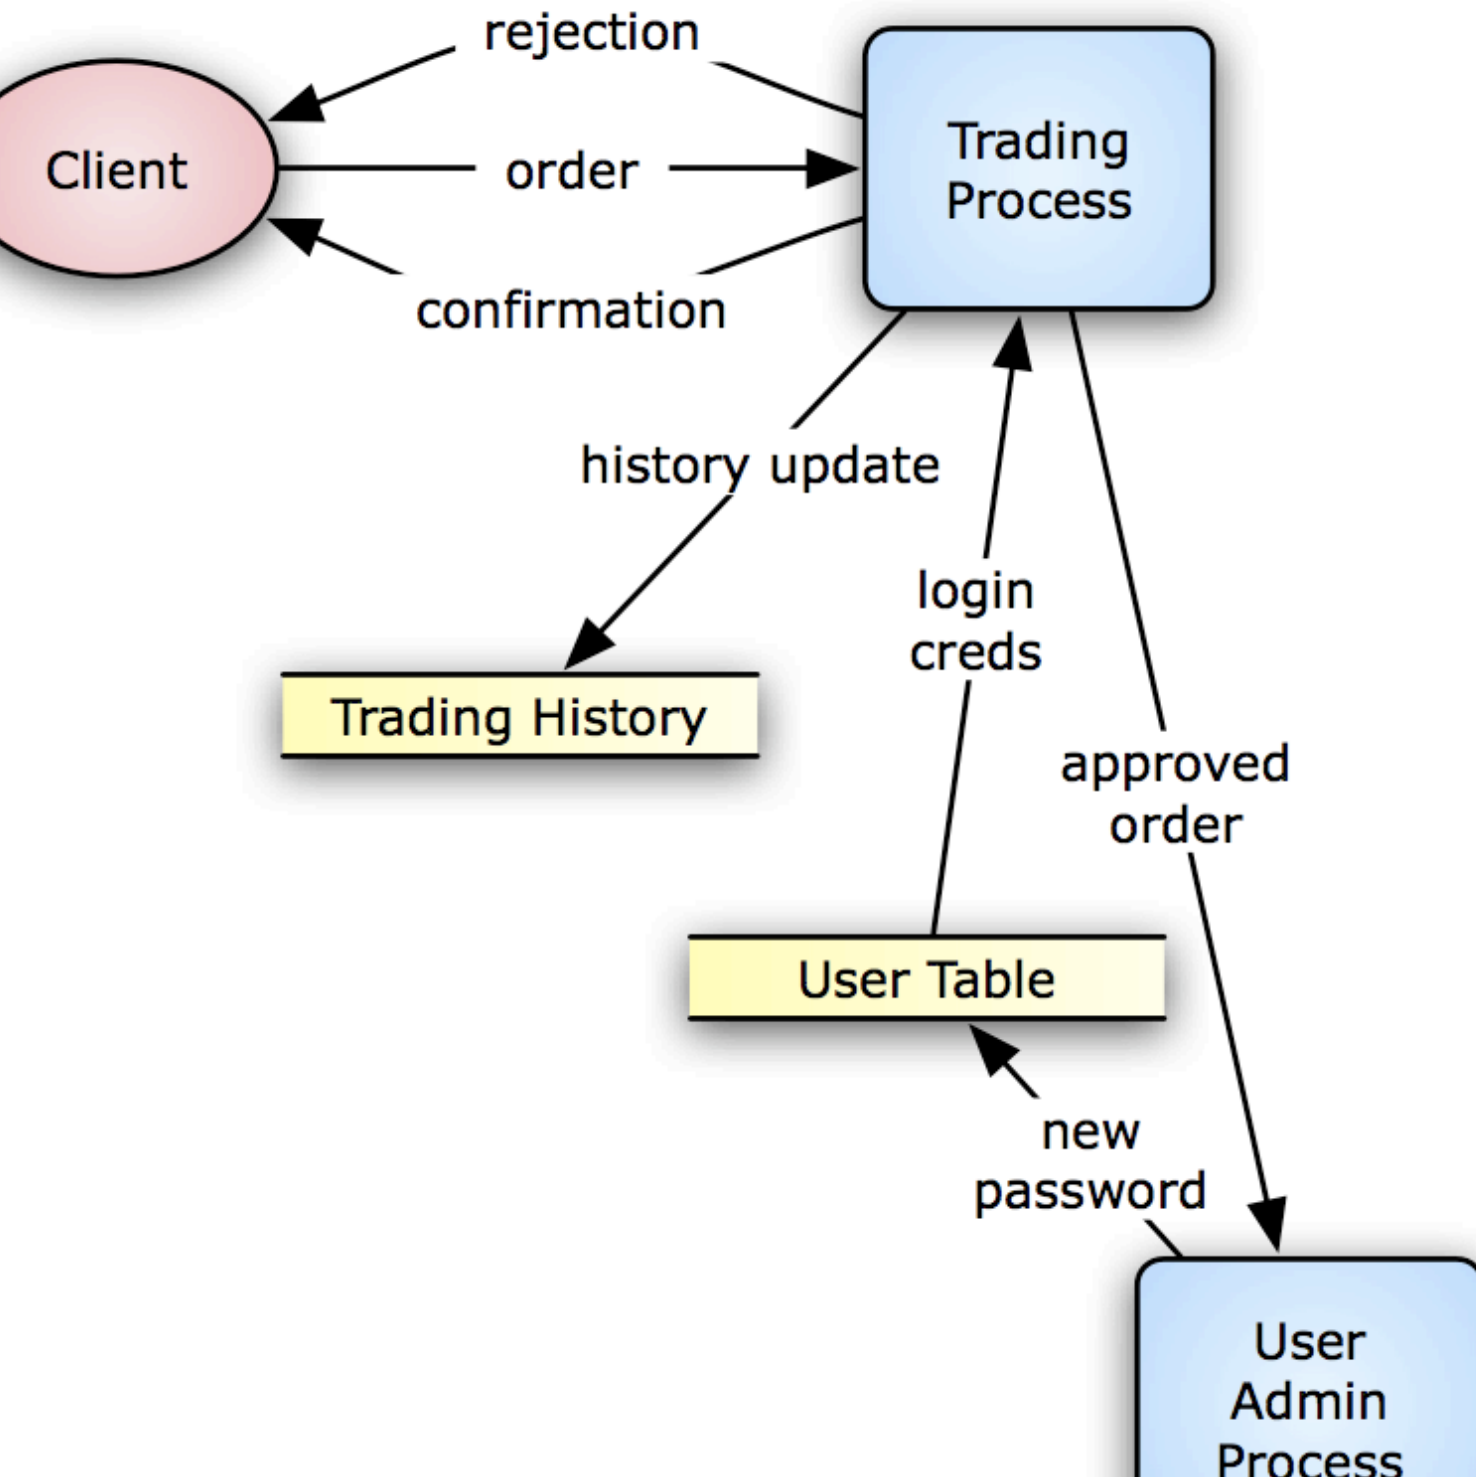 rejection
Client
order
Trading
Process
confirmation
history update
login
creds
Trading History
approved
order
User Table
new
password
User
Admin
Process